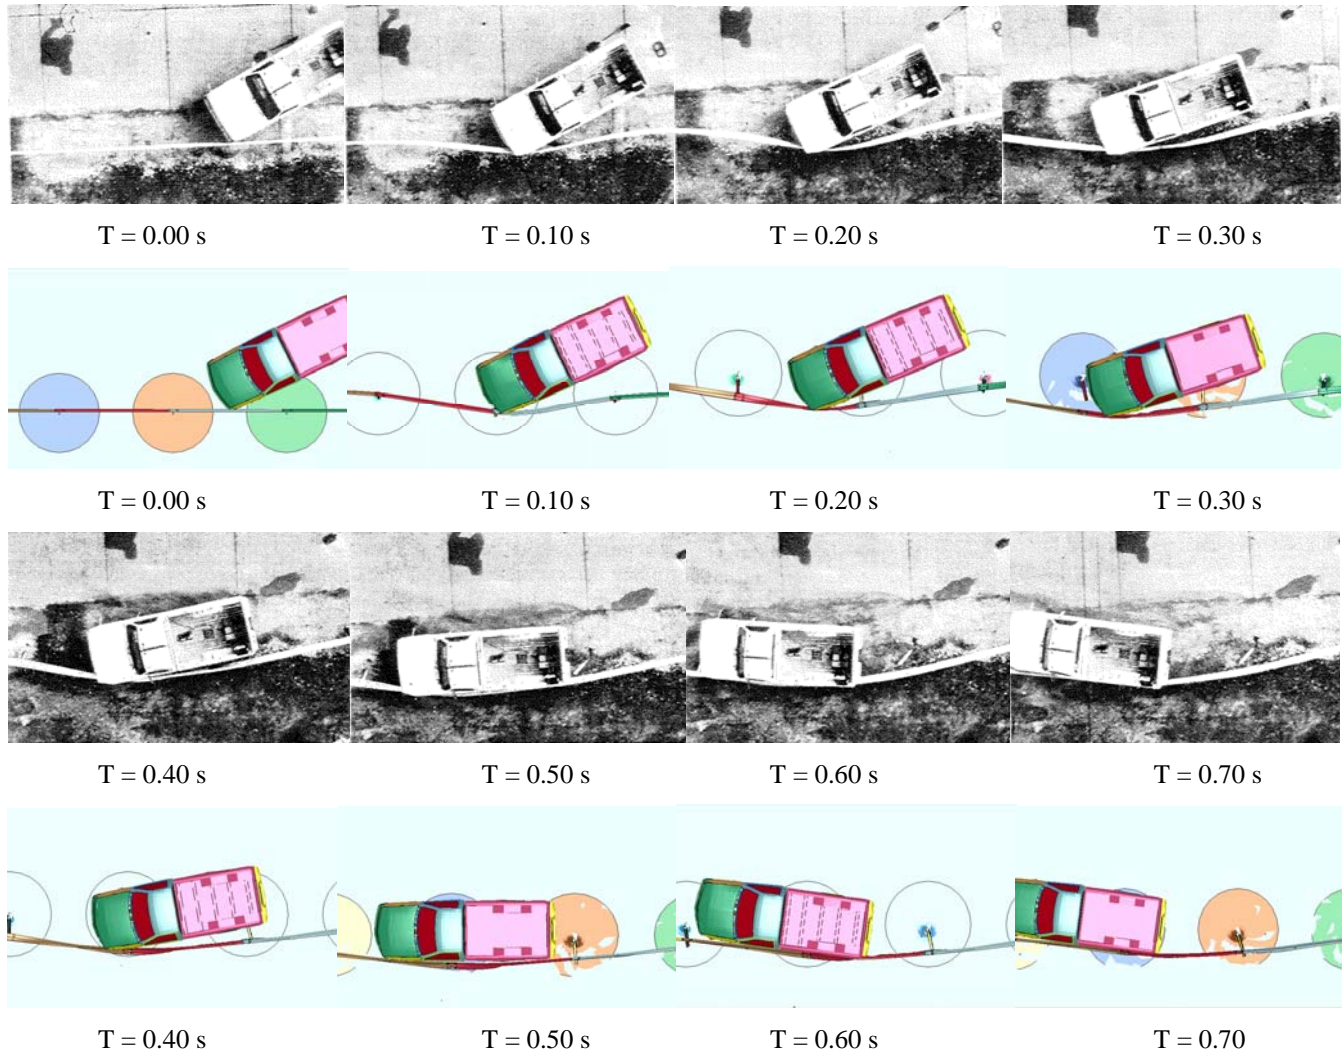 T = 0.00 s T = 0.10 s T = 0.20 s T = 0.30 s
T = 0.00 s T = 0.10 s T = 0.20 s T = 0.30 s
T = 0.40 s T = 0.50 s T = 0.60 s T = 0.70 s
T = 0.40 s T = 0.50 s T = 0.60 s T = 0.70